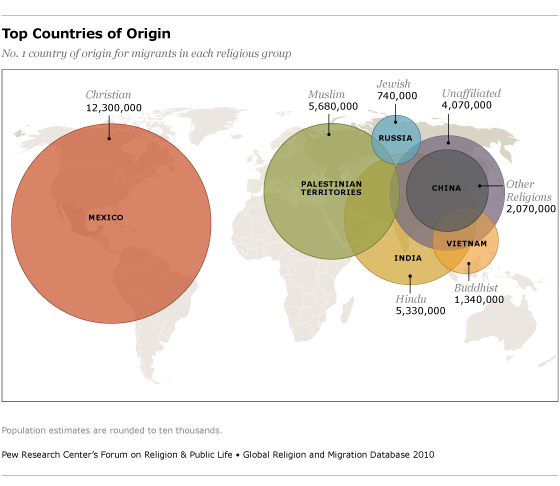 Top Countries of Origin
No. 1 country of origin for migrants in each religious group
Christian
12,300,000
Muslim
5,680,000
Jewish
740,000
Unaffiliated
4,070,000
RUSSIA
PALESTINIAN
TERRITORIES
CHINA
Other
Religions
2,070,000
MEXICO
VIETNAM
INDIA
Buddhist
1,340,000
Hindu
5,330,000
Population estimates are rounded to ten thousands.
Pew Research Center's Forum on Religion & Public Life • Global Religion and Migration Database 2010